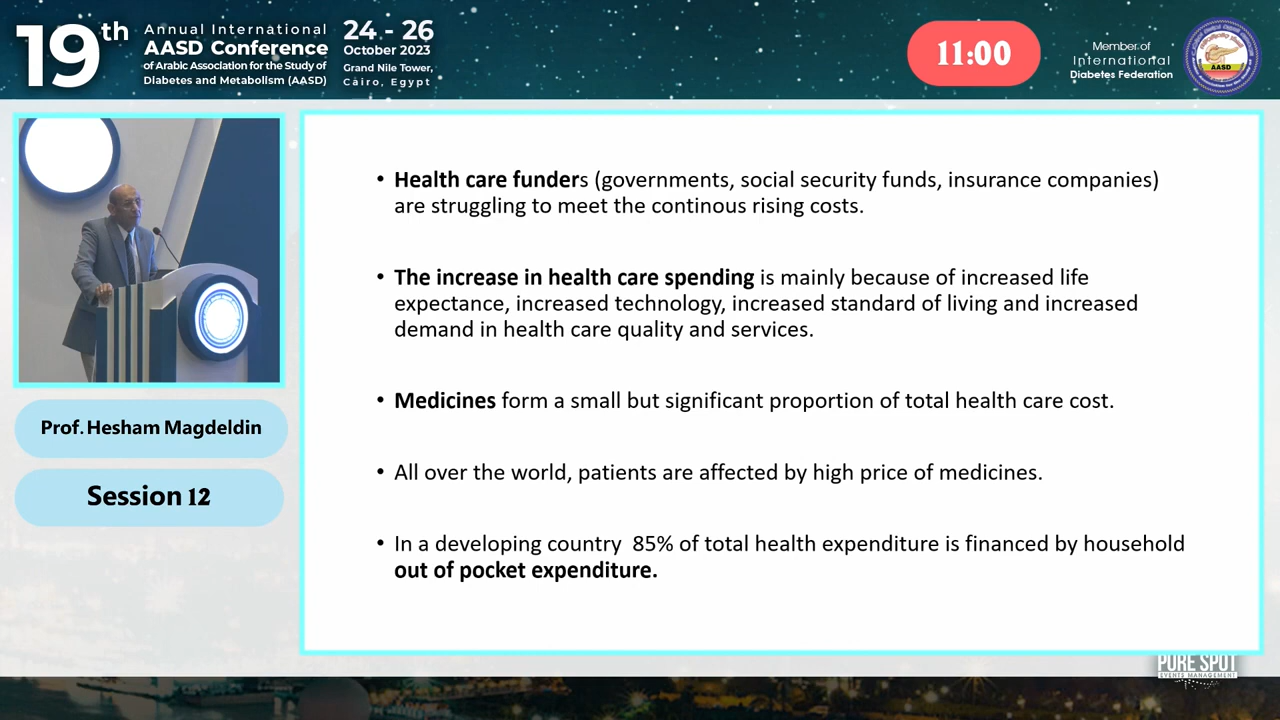 19th
Annual International
AASD Conference
of Arabic Association for the Study of
Diabetes and Metabolism (AASD)
24 - 26
October 2023
Grand Nile Tower,
Cairo, Egypt
11:00
Member of
International
Diabetes Federation
AASD
• Health care funders (governments, social security funds, insurance companies)
are struggling to meet the continous rising costs.
• The increase in health care spending is mainly because of increased life
expectance, increased technology, increased standard of living and increased
demand in health care quality and services.
• Medicines form a small but significant proportion of total health care cost.
• All over the world, patients are affected by high price of medicines.
• In a developing country 85% of total health expenditure is financed by household
out of pocket expenditure.
Prof. Hesham Magdeldin
Session 12
PURE SPOT
EVENTS MANAGEMENT